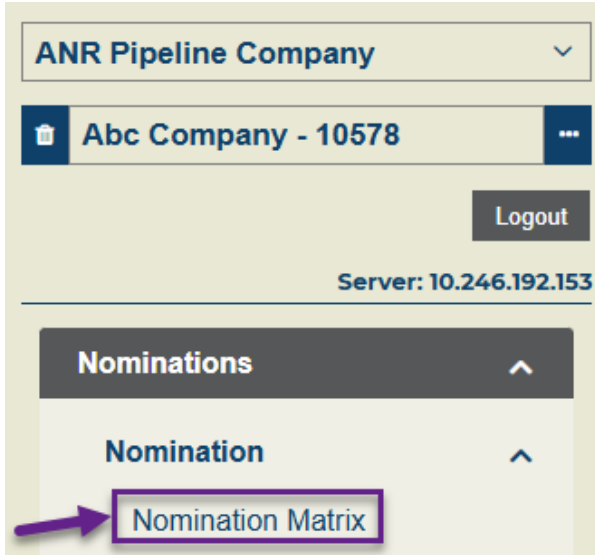 ANR Pipeline Company
Abc Company - 10578
Logout
Server: 10.246.192.153
Nominations
Nomination
Nomination Matrix